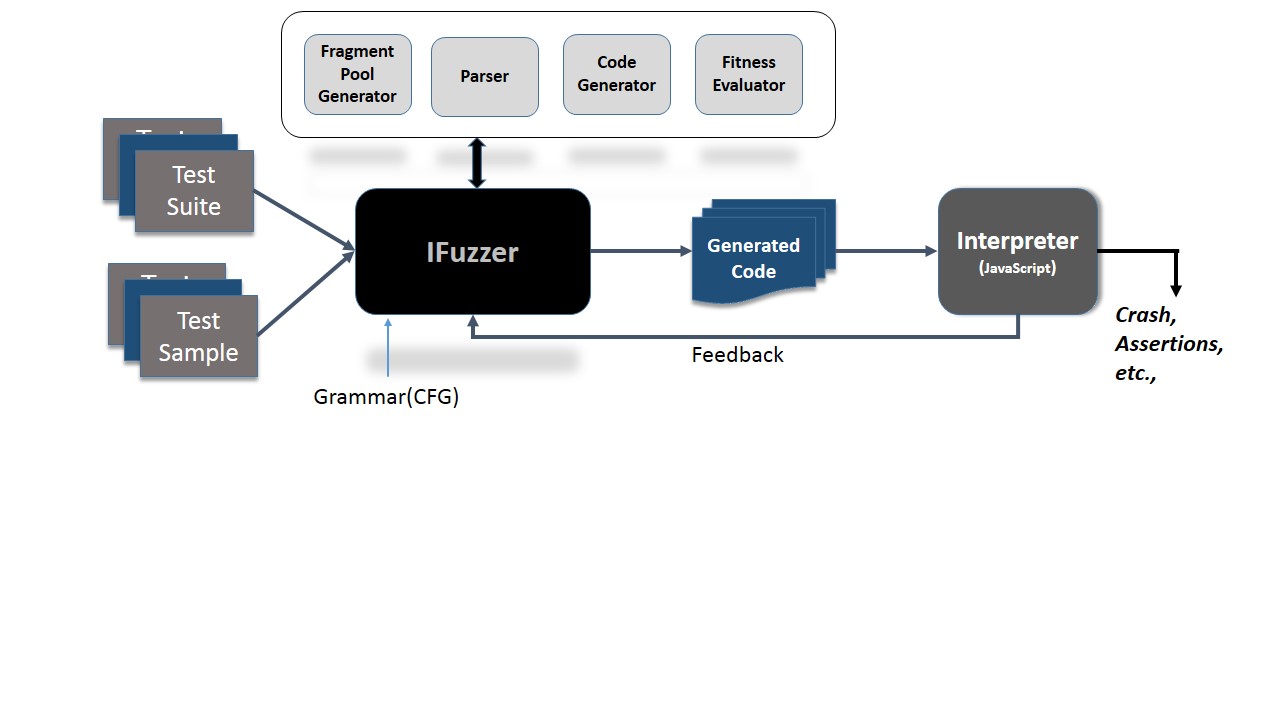 Fragment
Pool
Generator
Parser
Code
Generator
Fitness
Evaluator
Test
Suite
IFuzzer
Generated
Code
Interpreter
(JavaScript)
Test
Sample
Crash,
Assertions,
etc.,
Feedback
Grammar(CFG)